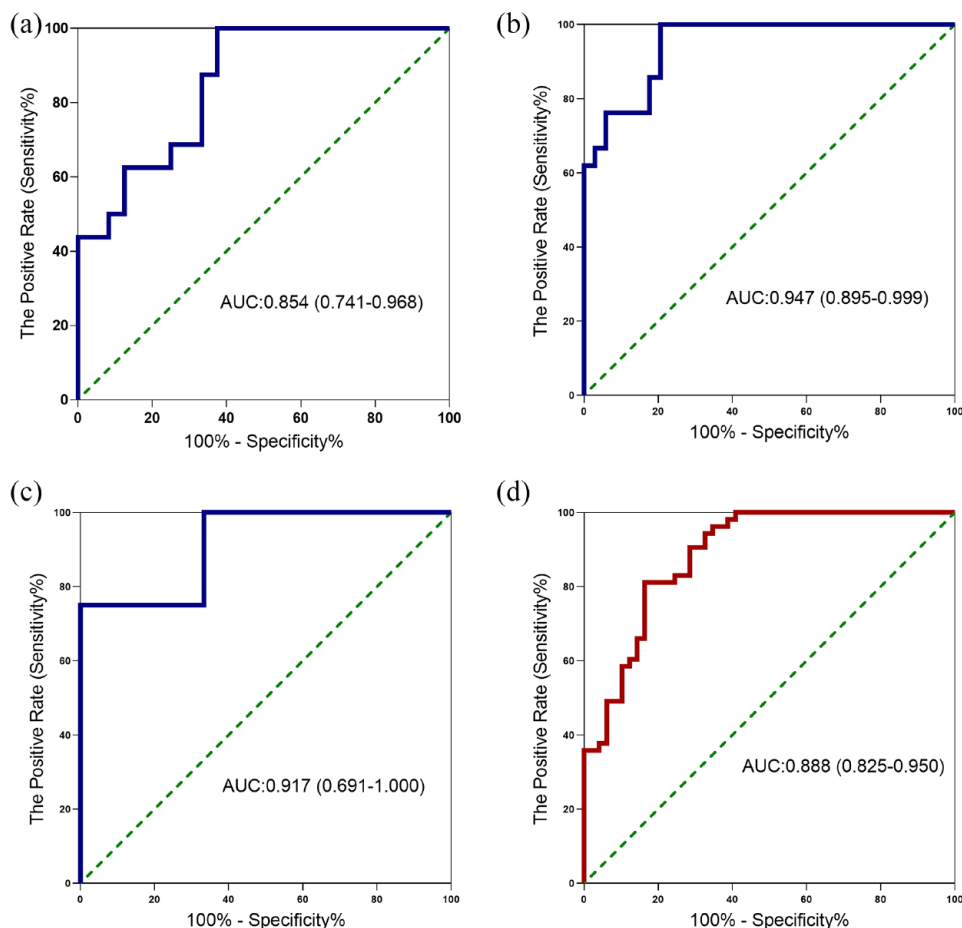 (a)
The Positive Rate (Sensitivity%)
100
80
60
40
20
0
0 20 40 60 80 100
100% - Specificity%
AUC:0.854 (0.741-0.968)
(b)
The Positive Rate (Sensitivity%)
100
80
60
40
20
0
0 20 40 60 80 100
100% - Specificity%
AUC:0.947 (0.895-0.999)
(c)
The Positive Rate (Sensitivity%)
100
80
60
40
20
0
0 20 40 60 80 100
100% - Specificity%
AUC:0.917 (0.691-1.000)
(d)
The Positive Rate (Sensitivity%)
100
80
60
40
20
0
0 20 40 60 80 100
100% - Specificity%
AUC:0.888 (0.825-0.950)